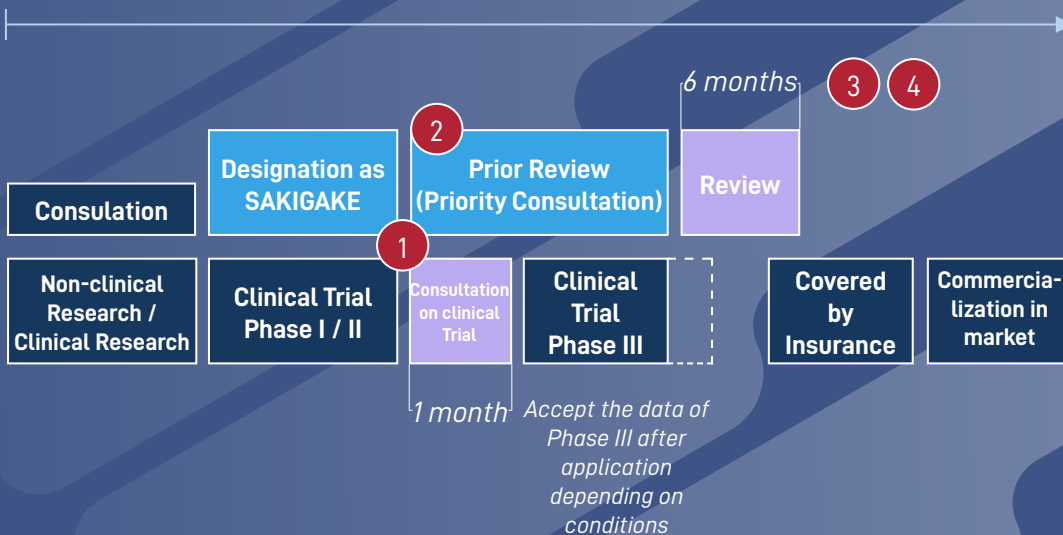 6 months
3
4
2
Designation as
SAKIGAKE
Prior Review
(Priority Consultation)
Review
Consulation
1
Non-clinical
Research /
Clinical Research
Clinical Trial
Phase I / II
Consultation
on clinical
Trial
Clinical
Trial
Phase III
Covered
by
Insurance
Commercia-
lization in
market
1 month
Accept the data of
Phase III after
application
depending on
conditions